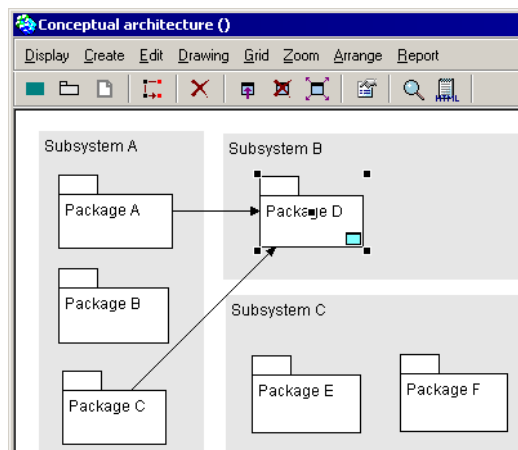 Conceptual architecture ()
Display Create Edit Drawing Grid Zoom Arrange Report
HTML
Subsystem A
Package A
Package B
Package C
Subsystem B
Package D
Subsystem C
Package E
Package F